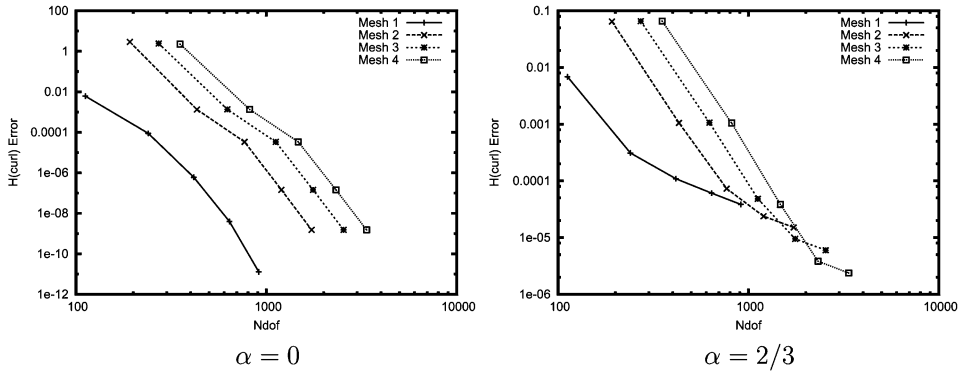 100
1
0.01
0.0001
1e-06
1e-08
1e-10
1e-12
H(curl) Error
100
1000
10000
Ndof
Mesh 1
Mesh 2
Mesh 3
Mesh 4
α = 0
0.1
0.01
0.001
0.0001
1e-05
1e-06
H(curl) Error
100
1000
10000
Ndof
Mesh 1
Mesh 2
Mesh 3
Mesh 4
α = 2/3